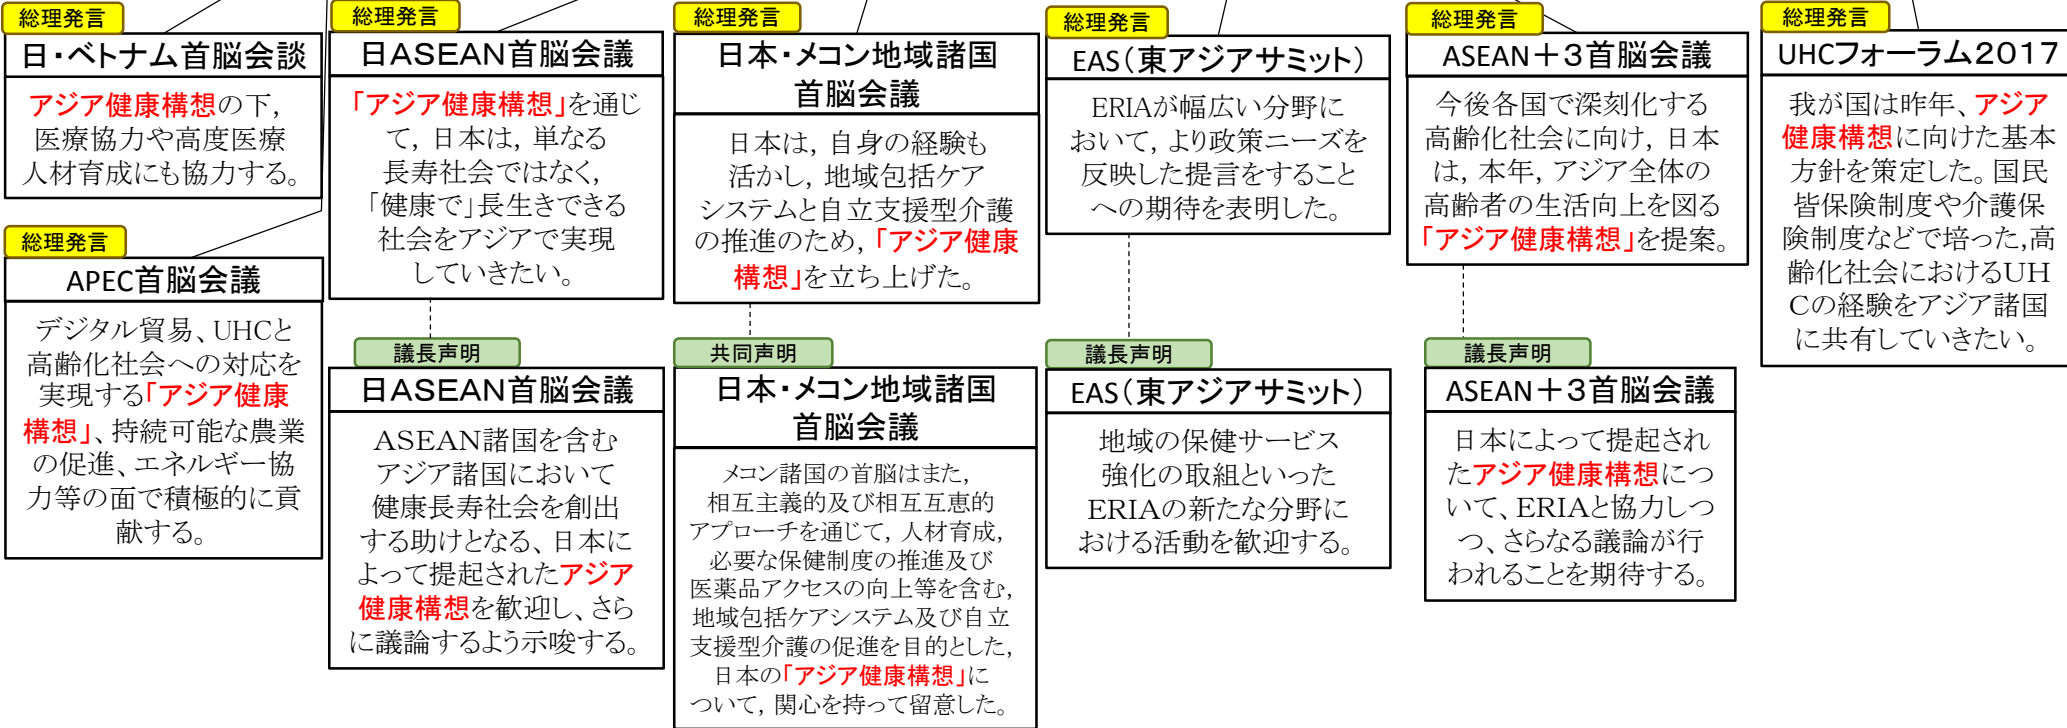 総理発言
日・ベトナム首脳会談
アジア健康構想の下,
医療協力や高度医療
人材育成にも協力する。
総理発言
APEC首脳会議
デジタル貿易、UHCと
高齢化社会への対応を
実現する「アジア健康
構想」、持続可能な農業
の促進、エネルギー協
力等の面で積極的に貢
献する。
総理発言
日ASEAN首脳会議
「アジア健康構想」を通じ
て, 日本は, 単なる
長寿社会ではなく,
「健康で」長生きできる
社会をアジアで実現
していきたい。
議長声明
日ASEAN首脳会議
ASEAN諸国を含む
アジア諸国において
健康長寿社会を創出
する助けとなる、日本に
よって提起されたアジア
健康構想を歓迎し、さら
に議論するよう示唆する。
総理発言
日本・メコン地域諸国
首脳会議
日本は, 自身の経験も
活かし, 地域包括ケア
システムと自立支援型介護
の推進のため, 「アジア健康
構想」を立ち上げた。
共同声明
日本・メコン地域諸国
首脳会議
メコン諸国の首脳はまた,
相互主義的及び相互互恵的
アプローチを通じて, 人材育成,
必要な保健制度の推進及び
医薬品アクセスの向上等を含む,
地域包括ケアシステム及び自立
支援型介護の促進を目的とした,
日本の「アジア健康構想」に
ついて, 関心を持って留意した。
総理発言
EAS(東アジアサミット)
ERIAが幅広い分野に
おいて, より政策ニーズを
反映した提言をすること
への期待を表明した。
議長声明
EAS(東アジアサミット)
地域の保健サービス
強化の取組といった
ERIAの新たな分野に
おける活動を歓迎する。
総理発言
ASEAN+3首脳会議
今後各国で深刻化する
高齢化社会に向け, 日本
は, 本年, アジア全体の
高齢者の生活向上を図る
「アジア健康構想」を提案。
議長声明
ASEAN+3首脳会議
日本によって提起され
たアジア健康構想につ
いて、ERIAと協力しつ
つ、さらなる議論が行
われることを期待する。
総理発言
UHCフォーラム2017
我が国は昨年、アジア
健康構想に向けた基本
方針を策定した。国民
皆保険制度や介護保
険制度などで培った,高
齢化社会におけるUH
Cの経験をアジア諸国
に共有していきたい。